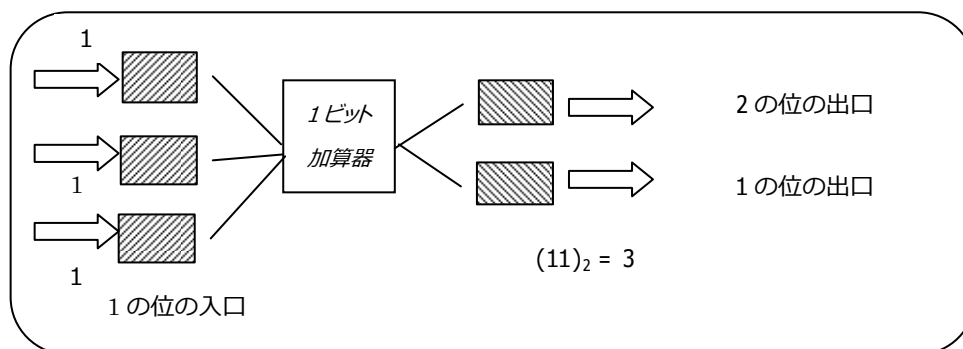 1
1ビット
加算器
2の位の出口
1
1の位の出口
1
(11)₂ = 3
1の位の入口